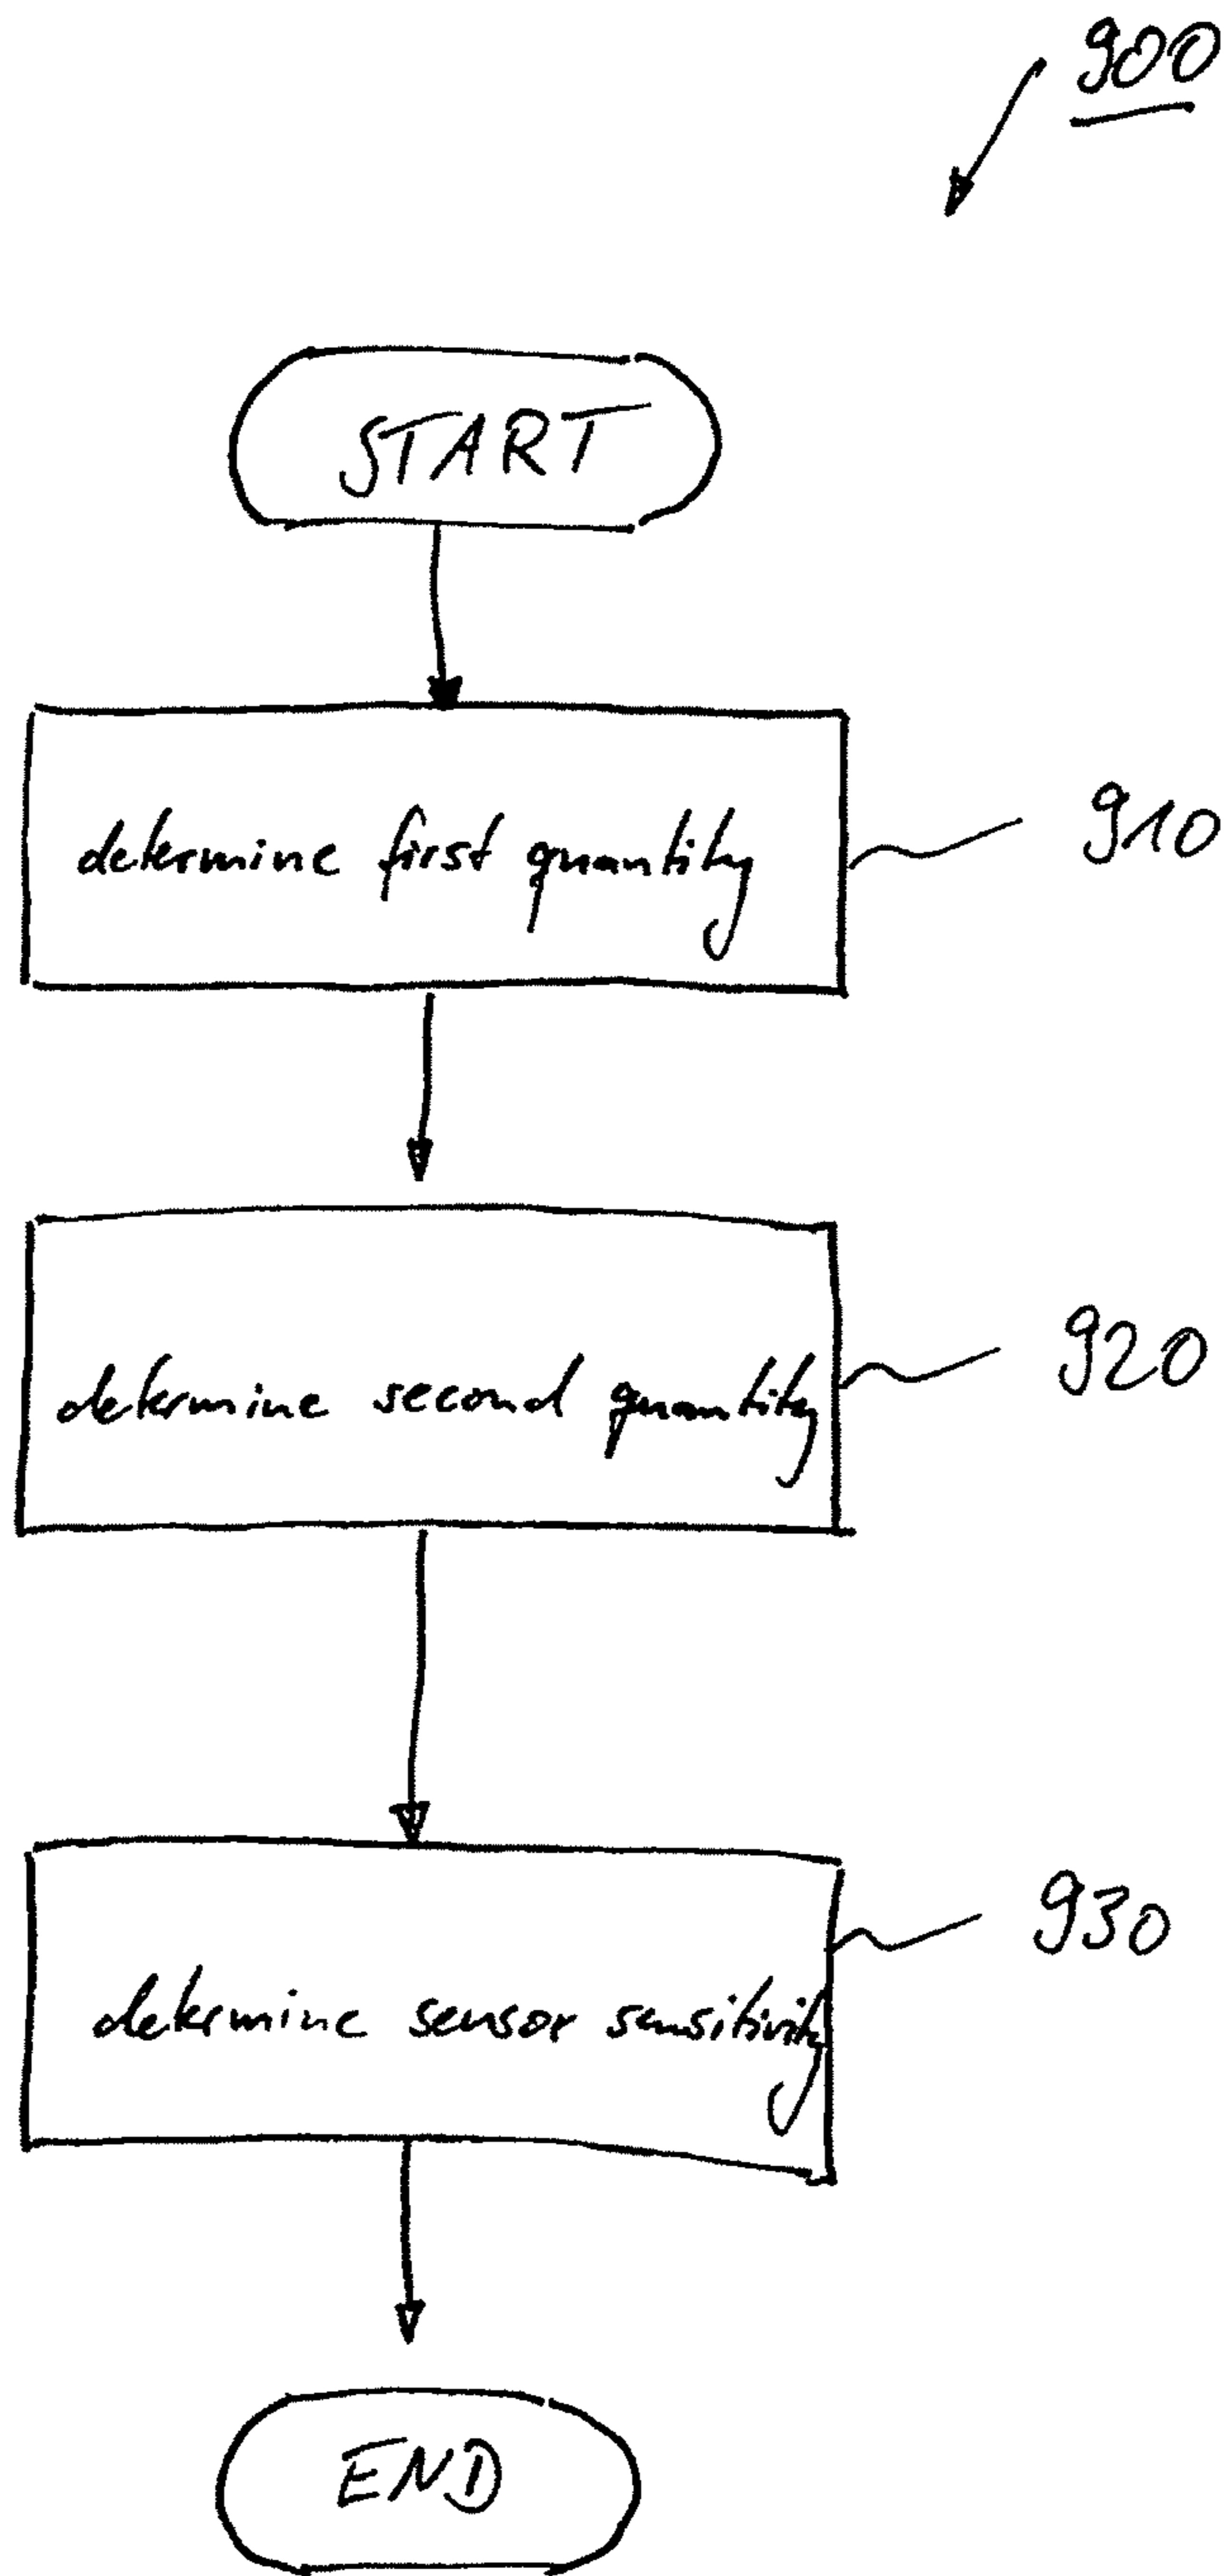 900
START
determine first quantity
910
determine second quantity
920
determine sensor sensitivity
930
END